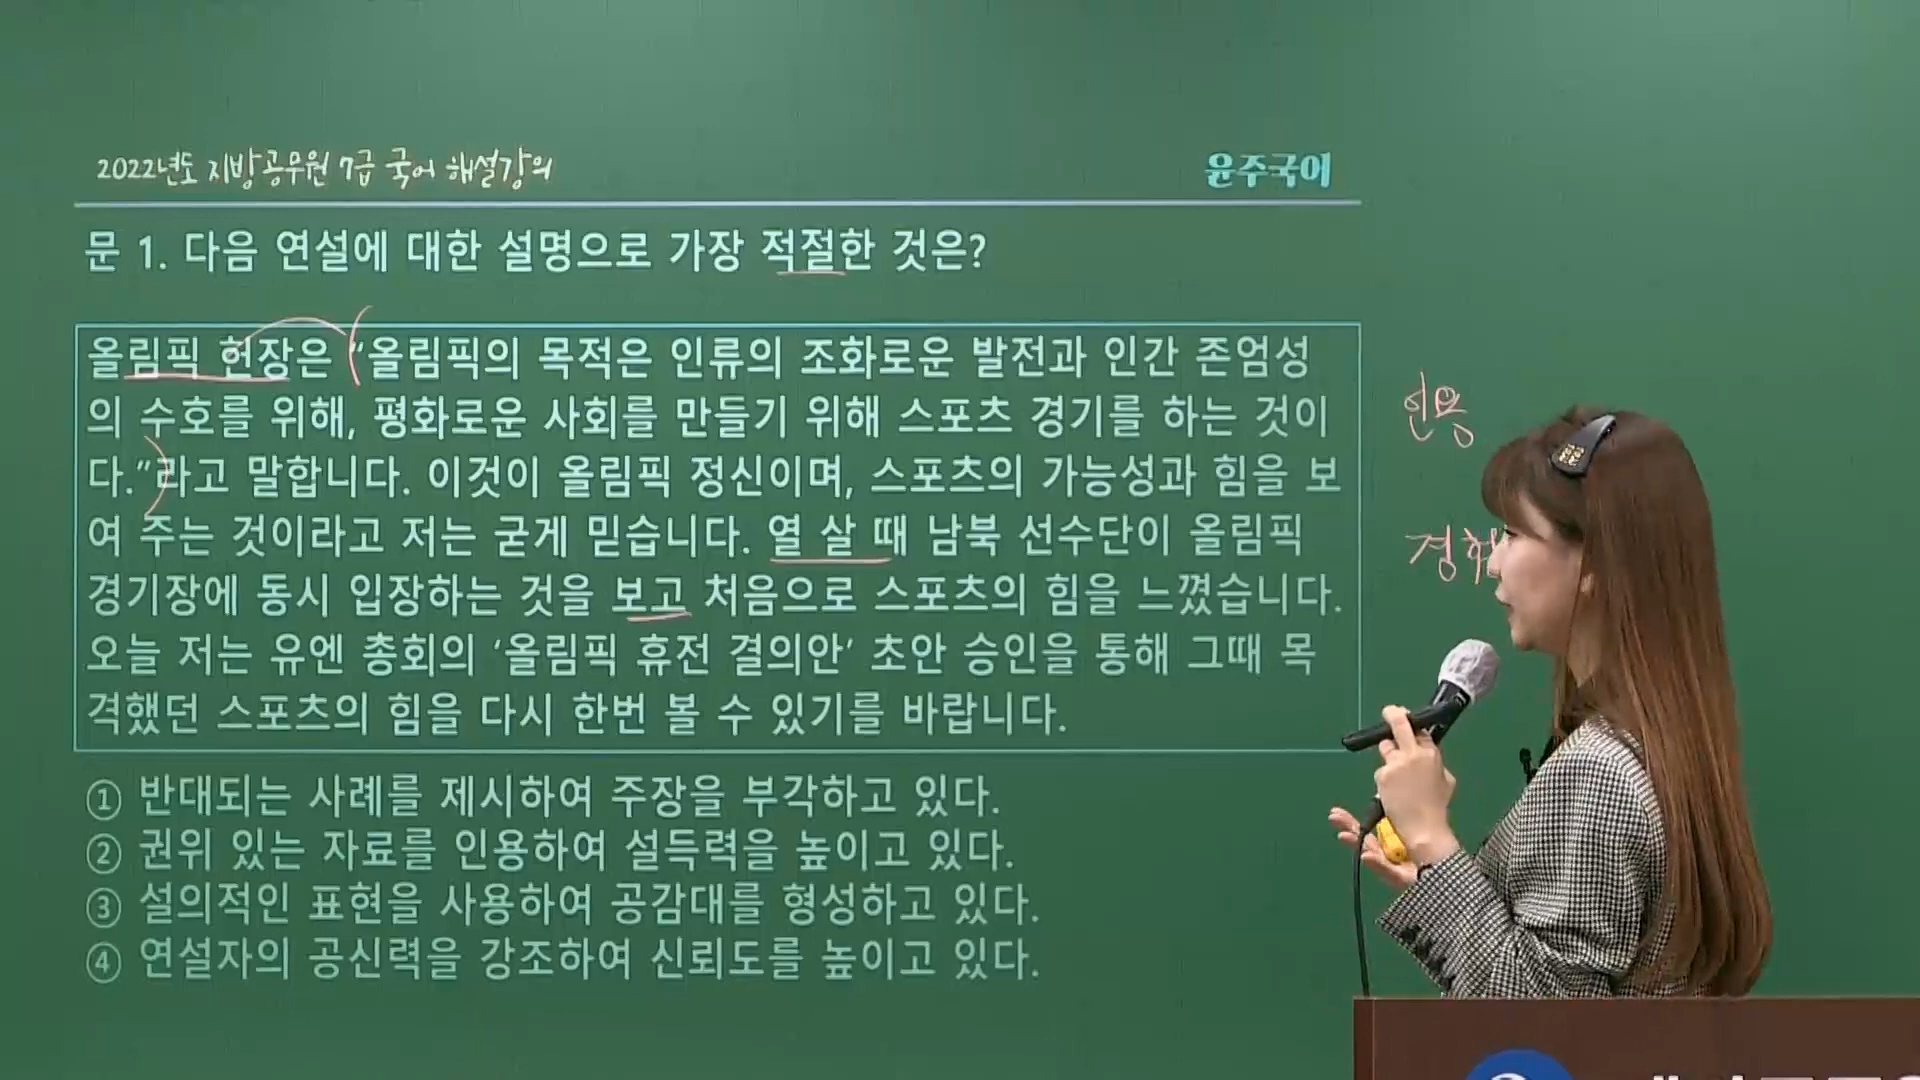 2022년도 지방공무원 7급 국어 해설강의
윤주국어
문 1. 다음 연설에 대한 설명으로 가장 적절한 것은?
올림픽 헌장은 “올림픽의 목적은 인류의 조화로운 발전과 인간 존엄성
의 수호를 위해, 평화로운 사회를 만들기 위해 스포츠 경기를 하는 것이
다.”라고 말합니다. 이것이 올림픽 정신이며, 스포츠의 가능성과 힘을 보
여 주는 것이라고 저는 굳게 믿습니다. 열 살 때 남북 선수단이 올림픽
경기장에 동시 입장하는 것을 보고 처음으로 스포츠의 힘을 느꼈습니다.
오늘 저는 유엔 총회의 ‘올림픽 휴전 결의안’ 초안 승인을 통해 그때 목
격했던 스포츠의 힘을 다시 한번 볼 수 있기를 바랍니다.
인용
경험
① 반대되는 사례를 제시하여 주장을 부각하고 있다.
② 권위 있는 자료를 인용하여 설득력을 높이고 있다.
③ 설의적인 표현을 사용하여 공감대를 형성하고 있다.
④ 연설자의 공신력을 강조하여 신뢰도를 높이고 있다.